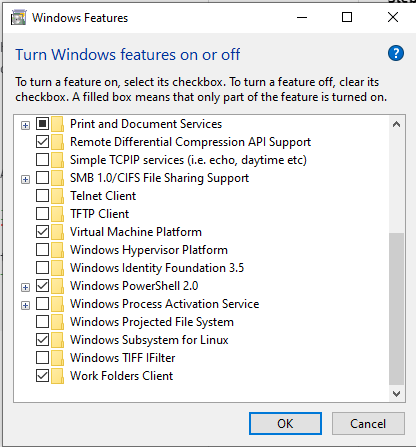 Windows Features
Turn Windows features on or off
To turn a feature on, select its checkbox. To turn a feature off, clear its
checkbox. A filled box means that only part of the feature is turned on.
Print and Document Services
Remote Differential Compression API Support
Simple TCPIP services (i.e. echo, daytime etc)
SMB 1.0/CIFS File Sharing Support
Telnet Client
TFTP Client
Virtual Machine Platform
Windows Hypervisor Platform
Windows Identity Foundation 3.5
Windows PowerShell 2.0
Windows Process Activation Service
Windows Projected File System
Windows Subsystem for Linux
Windows TIFF IFilter
Work Folders Client
OK Cancel